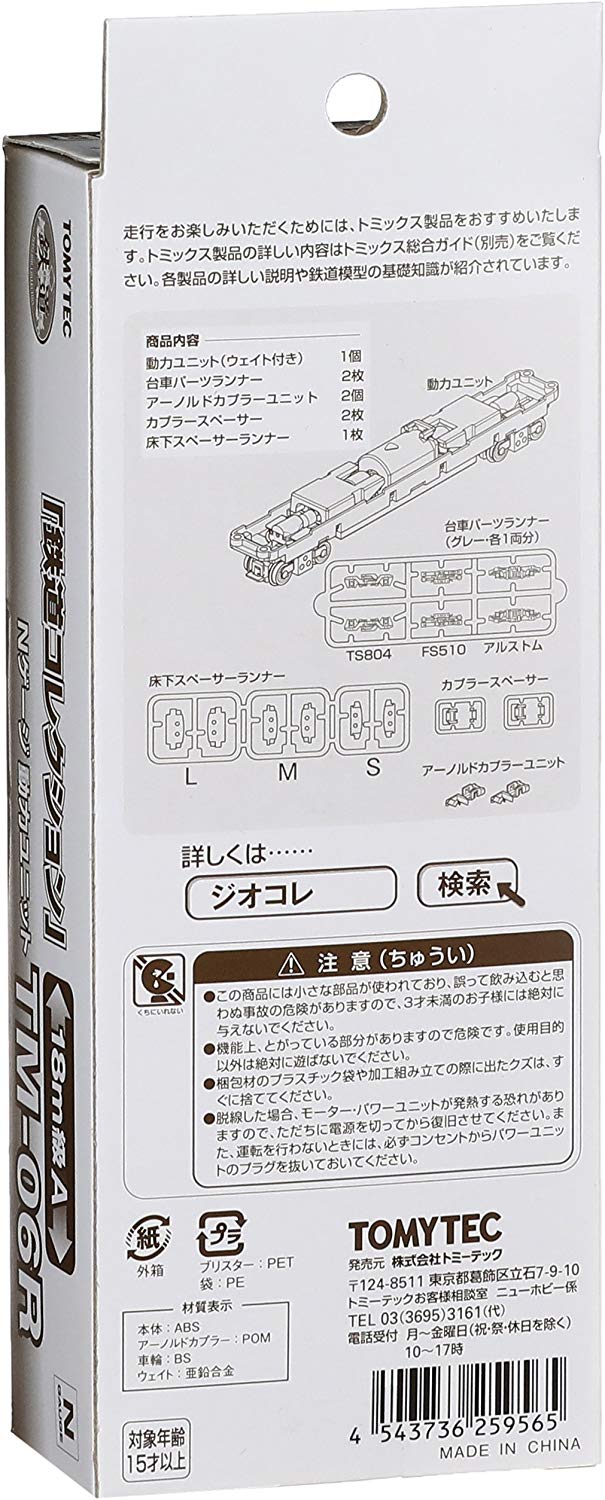 走行をお楽しみいただくためには、トミックス製品をおすすめいたしま
す。トミックス製品の詳しい内容はトミックス総合ガイド(別売)をご覧くだ
さい。各製品の詳しい説明や鉄道模型の基礎知識が紹介されています。
商品内容
動力ユニット(ウェイト付き) 1個
台車パーツランナー 2枚
アーノルドカプラーユニット 2個
カプラースペーサー 2枚
床下スペーサーランナー 1枚
動力ユニット
台車パーツランナー
(グレー・各1両分)
TS804 FS510 アルストム
床下スペーサーランナー
L M S
カプラースペーサー
アーノルドカプラーユニット
詳しくは……
ジオコレ 検索
くちにいれない
注意(ちゅうい)
●この商品には小さな部品が使われており、誤って飲み込むと思
わぬ事故の危険がありますので、3才未満のお子様には絶対に
与えないでください。
●機能上、とがっている部分がありますので危険です。使用目的
以外は絶対に遊ばないでください。
●梱包材のプラスチック袋や加工組み立ての際に出たクズは、す
ぐに捨ててください。
●脱線した場合、モーター・パワーユニットが発熱する恐れがあり
ますので、ただちに電源を切ってから復旧させてください。ま
た、運転を行わないときには、必ずコンセントからパワーユニッ
トのプラグを抜いておいてください。
紙
外箱
プラ
ブリスター:PET
袋:PE
材質表示
本体:ABS
アーノルドカプラー:POM
車輪:BS
ウェイト:亜鉛合金
対象年齢
15才以上
TOMYTEC
発売元 株式会社トミーテック
〒124-8511 東京都葛飾区立石7-9-10
トミーテックお客様相談室 ニューホビー係
TEL 03(3695)3161(代)
電話受付 月〜金曜日(祝・祭・休日を除く)
10〜17時
4 543736 259565
MADE IN CHINA
TOMYTEC
鉄道
「鉄道コレクション」
Nゲージ動力ユニット
18m級A
TM-06R
N
GAUGE